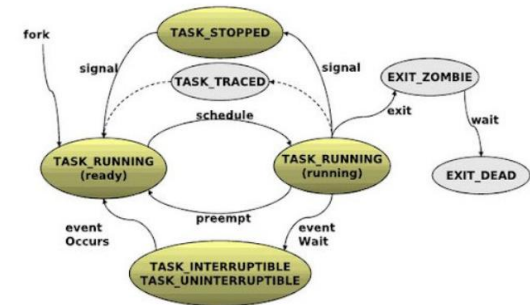 fork
TASK_STOPPED
signal
signal
TASK_TRACED
EXIT_ZOMBIE
exit
wait
schedule
TASK_RUNNING
(ready)
TASK_RUNNING
(running)
EXIT_DEAD
preempt
event
Occurs
event
Wait
TASK_INTERRUPTIBLE
TASK_UNINTERRUPTIBLE